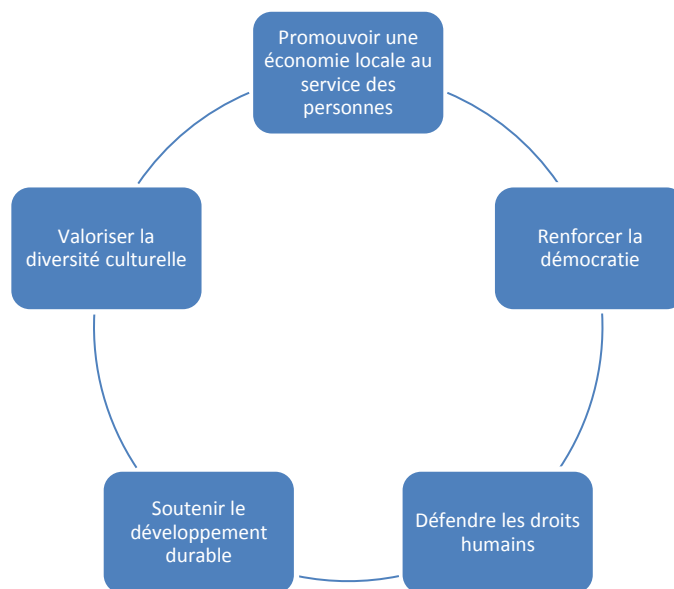 Promouvoir une
économie locale au
service des
personnes
Renforcer la
démocratie
Défendre les droits
humains
Soutenir le
développement
durable
Valoriser la
diversité culturelle